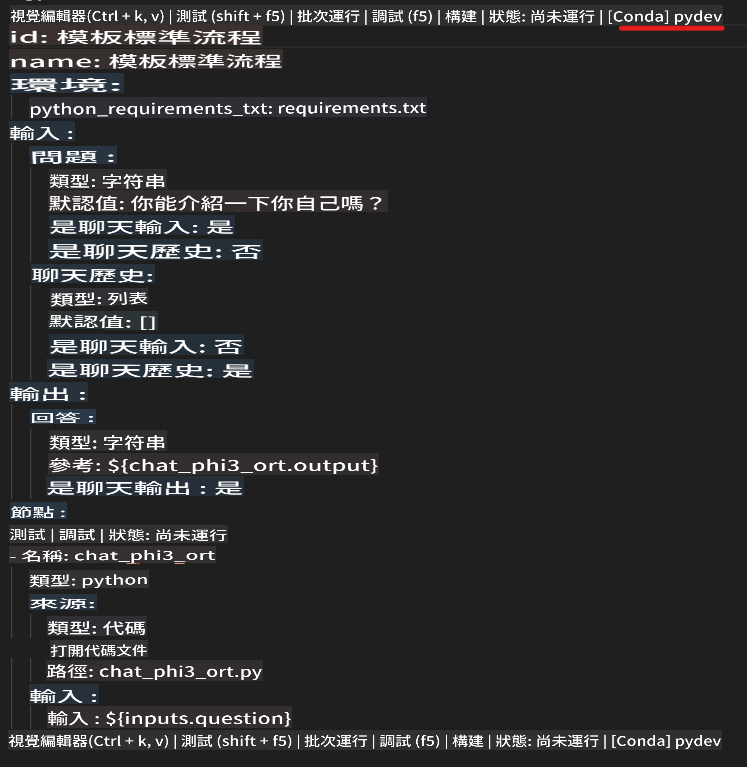 視覺編輯器(Ctrl + k, v) | 測試 (shift + f5) | 批次運行 | 調試 (f5) | 構建 | 狀態: 尚未運行 | [Conda] pydev
id: 模板標準流程
name: 模板標準流程
環境:
python_requirements_txt: requirements.txt
輸入 :
問題 :
類型: 字符串
默認值: 你能介紹一下你自己嗎？
是聊天輸入: 是
是聊天歷史: 否
聊天歷史:
類型: 列表
默認值: []
是聊天輸入: 否
是聊天歷史: 是
輸出 :
回答 :
類型: 字符串
參考: ${chat_phi3_ort.output}
是聊天輸出 : 是
節點 :
測試 | 調試 | 狀態: 尚未運行
- 名稱: chat_phi3_ort
類型: python
來源:
類型: 代碼
打開代碼文件
路徑: chat_phi3_ort.py
輸入 :
輸入 : ${inputs.question}
視覺編輯器(Ctrl + k, v) | 測試 (shift + f5) | 批次運行 | 調試 (f5) | 構建 | 狀態: 尚未運行 | [Conda] pydev